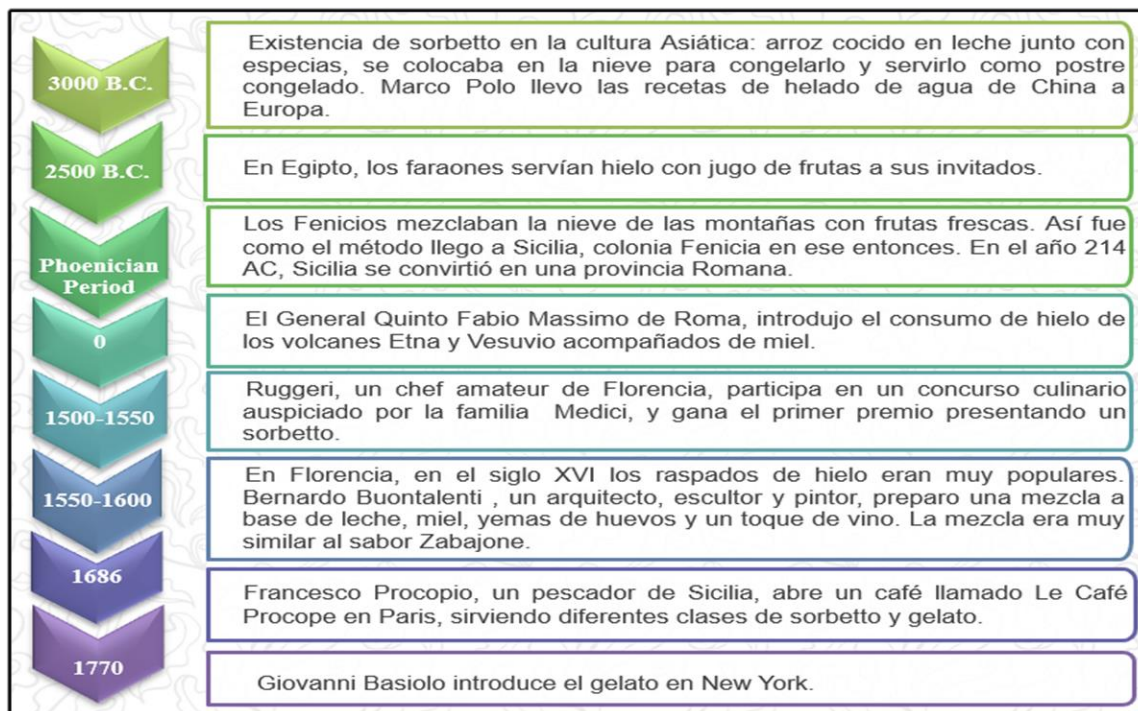 3000 B.C.
Existencia de sorbetto en la cultura Asiática: arroz cocido en leche junto con
especias, se colocaba en la nieve para congelarlo y servirlo como postre
congelado. Marco Polo llevo las recetas de helado de agua de China a
Europa.
2500 B.C.
En Egipto, los faraones servían hielo con jugo de frutas a sus invitados.
Phoenician
Period
Los Fenicios mezclaban la nieve de las montañas con frutas frescas. Así fue
como el método llego a Sicilia, colonia Fenicia en ese entonces. En el año 214
AC, Sicilia se convirtió en una provincia Romana.
0
El General Quinto Fabio Massimo de Roma, introdujo el consumo de hielo de
los volcanes Etna y Vesuvio acompañados de miel.
1500-1550
Ruggeri, un chef amateur de Florencia, participa en un concurso culinario
auspiciado por la familia Medici, y gana el primer premio presentando un
sorbetto.
1550-1600
En Florencia, en el siglo XVI los raspados de hielo eran muy populares.
Bernardo Buontalenti , un arquitecto, escultor y pintor, preparo una mezcla a
base de leche, miel, yemas de huevos y un toque de vino. La mezcla era muy
similar al sabor Zabajone.
1686
Francesco Procopio, un pescador de Sicilia, abre un café llamado Le Café
Procope en Paris, sirviendo diferentes clases de sorbetto y gelato.
1770
Giovanni Basiolo introduce el gelato en New York.